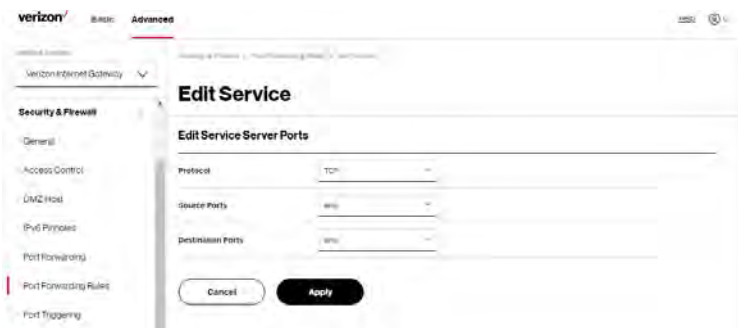 verizon
Basic Advanced
Verizon Internet Gateway
Edit Service
Security & Firewall
Edit Service Server Ports
General
Protocol TCP
Access Control
Source Ports
DMZ Host
IPv6 Pinholes
Destination Ports
Port Forwarding
Port Forwarding Rules
Cancel Apply
Port Triggering